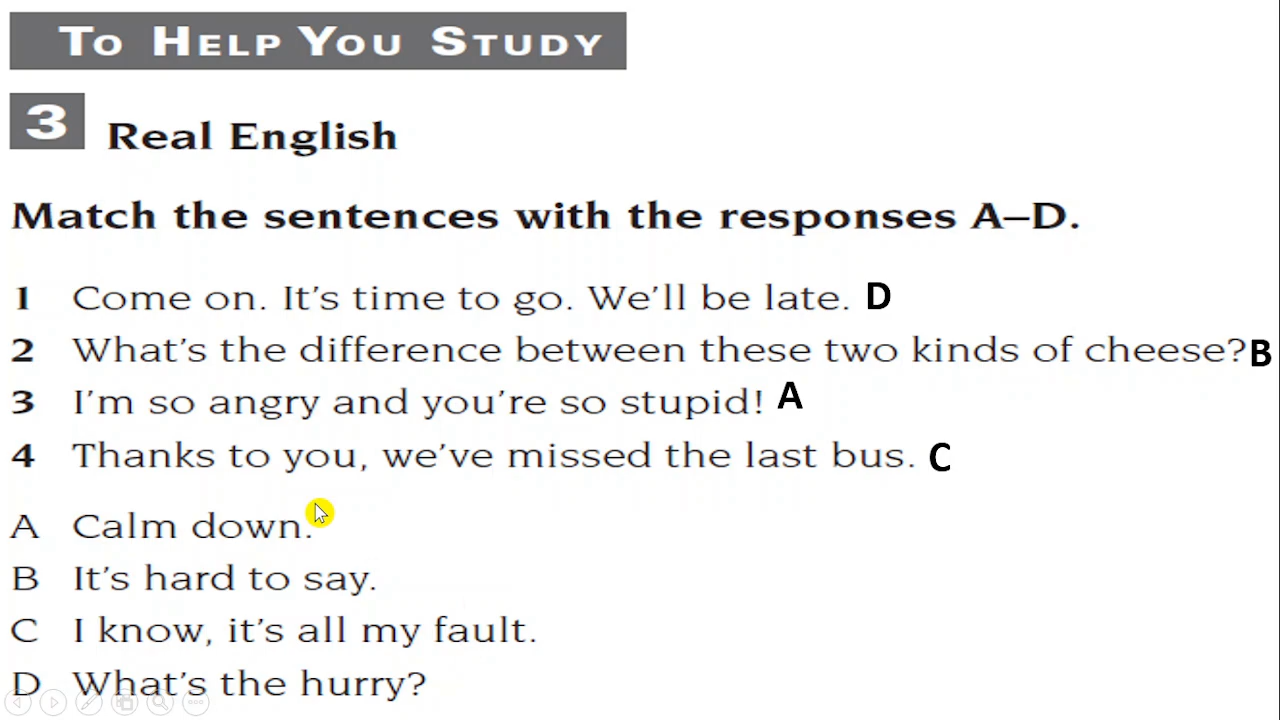 TO HELP YOU STUDY
3 Real English
Match the sentences with the responses A–D.
1 Come on. It's time to go. We'll be late. D
2 What's the difference between these two kinds of cheese? B
3 I'm so angry and you're so stupid! A
4 Thanks to you, we've missed the last bus. C
A Calm down.
B It's hard to say.
C I know, it's all my fault.
D What's the hurry?